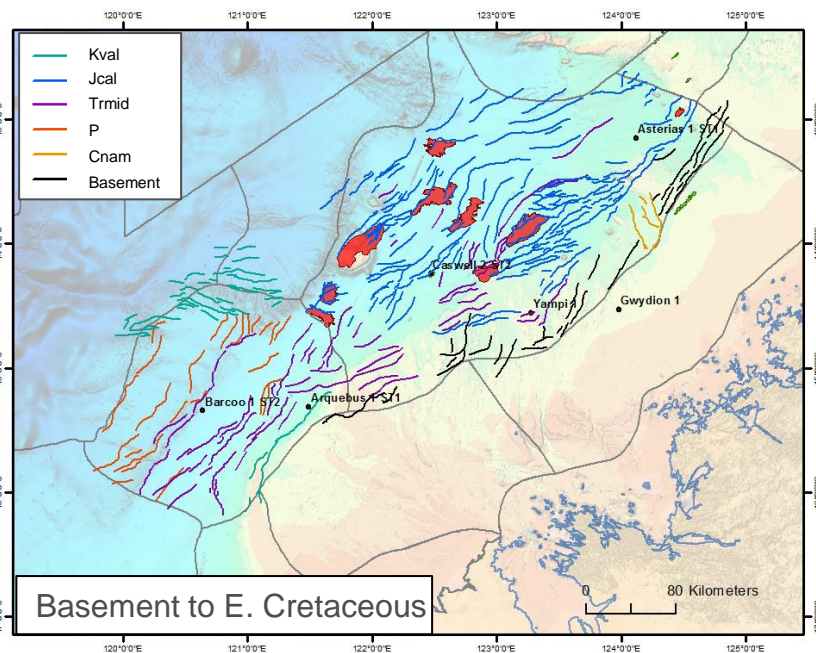 120°0'0"E 121°0'0"E 122°0'0"E 123°0'0"E 124°0'0"E 125°0'0"E
Kval
Jcal
Trmid
P
Cnam
Basement
Asterias 1 ST1
Caswell 2 ST2
Yampi 1
Gwydion 1
Barcoo 1 ST2
Arquebus 1 ST1
Basement to E. Cretaceous
0 80 Kilometers
120°0'0"E 121°0'0"E 122°0'0"E 123°0'0"E 124°0'0"E 125°0'0"E